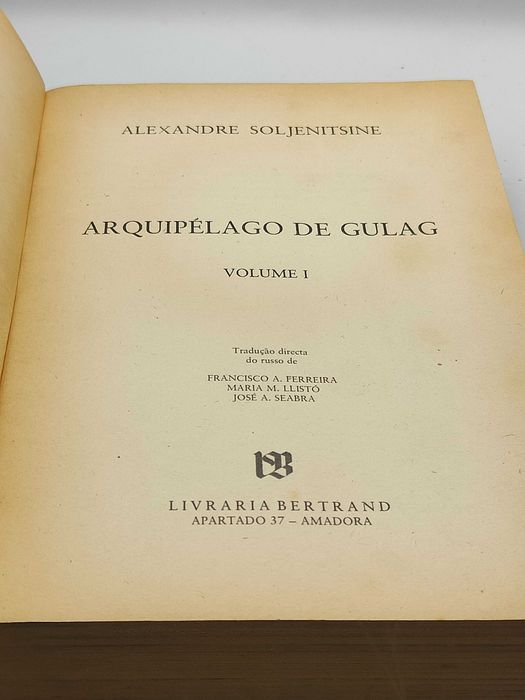 ALEXANDRE SOLJENITSINE
ARQUIPÉLAGO DE GULAG
VOLUME I
Tradução directa
do russo de
FRANCISCO A. FERREIRA
MARIA M. LLISTÓ
JOSÉ A. SEABRA
LIVRARIA BERTRAND
APARTADO 37 – AMADORA